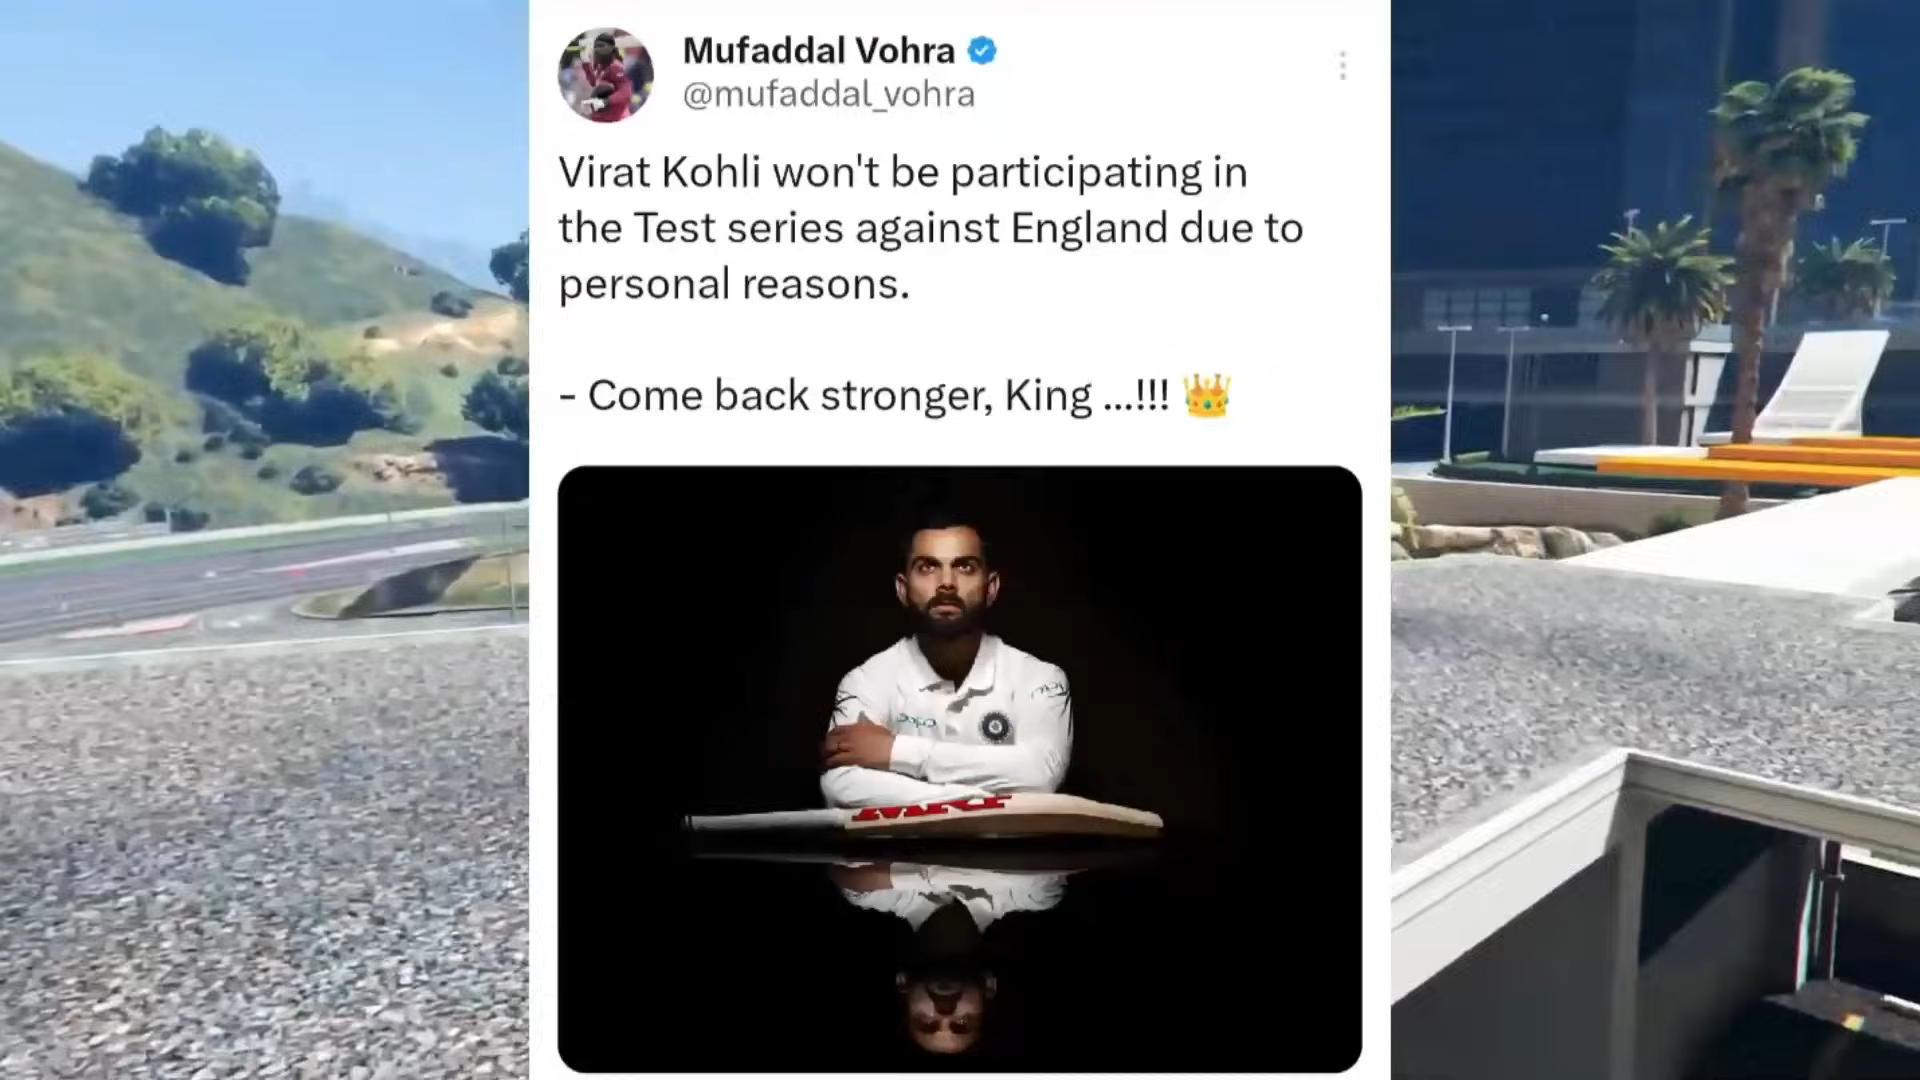 Mufaddal Vohra
@mufaddal_vohra
Virat Kohli won't be participating in
the Test series against England due to
personal reasons.
- Come back stronger, King ...!!! 👑
oppo
MRF